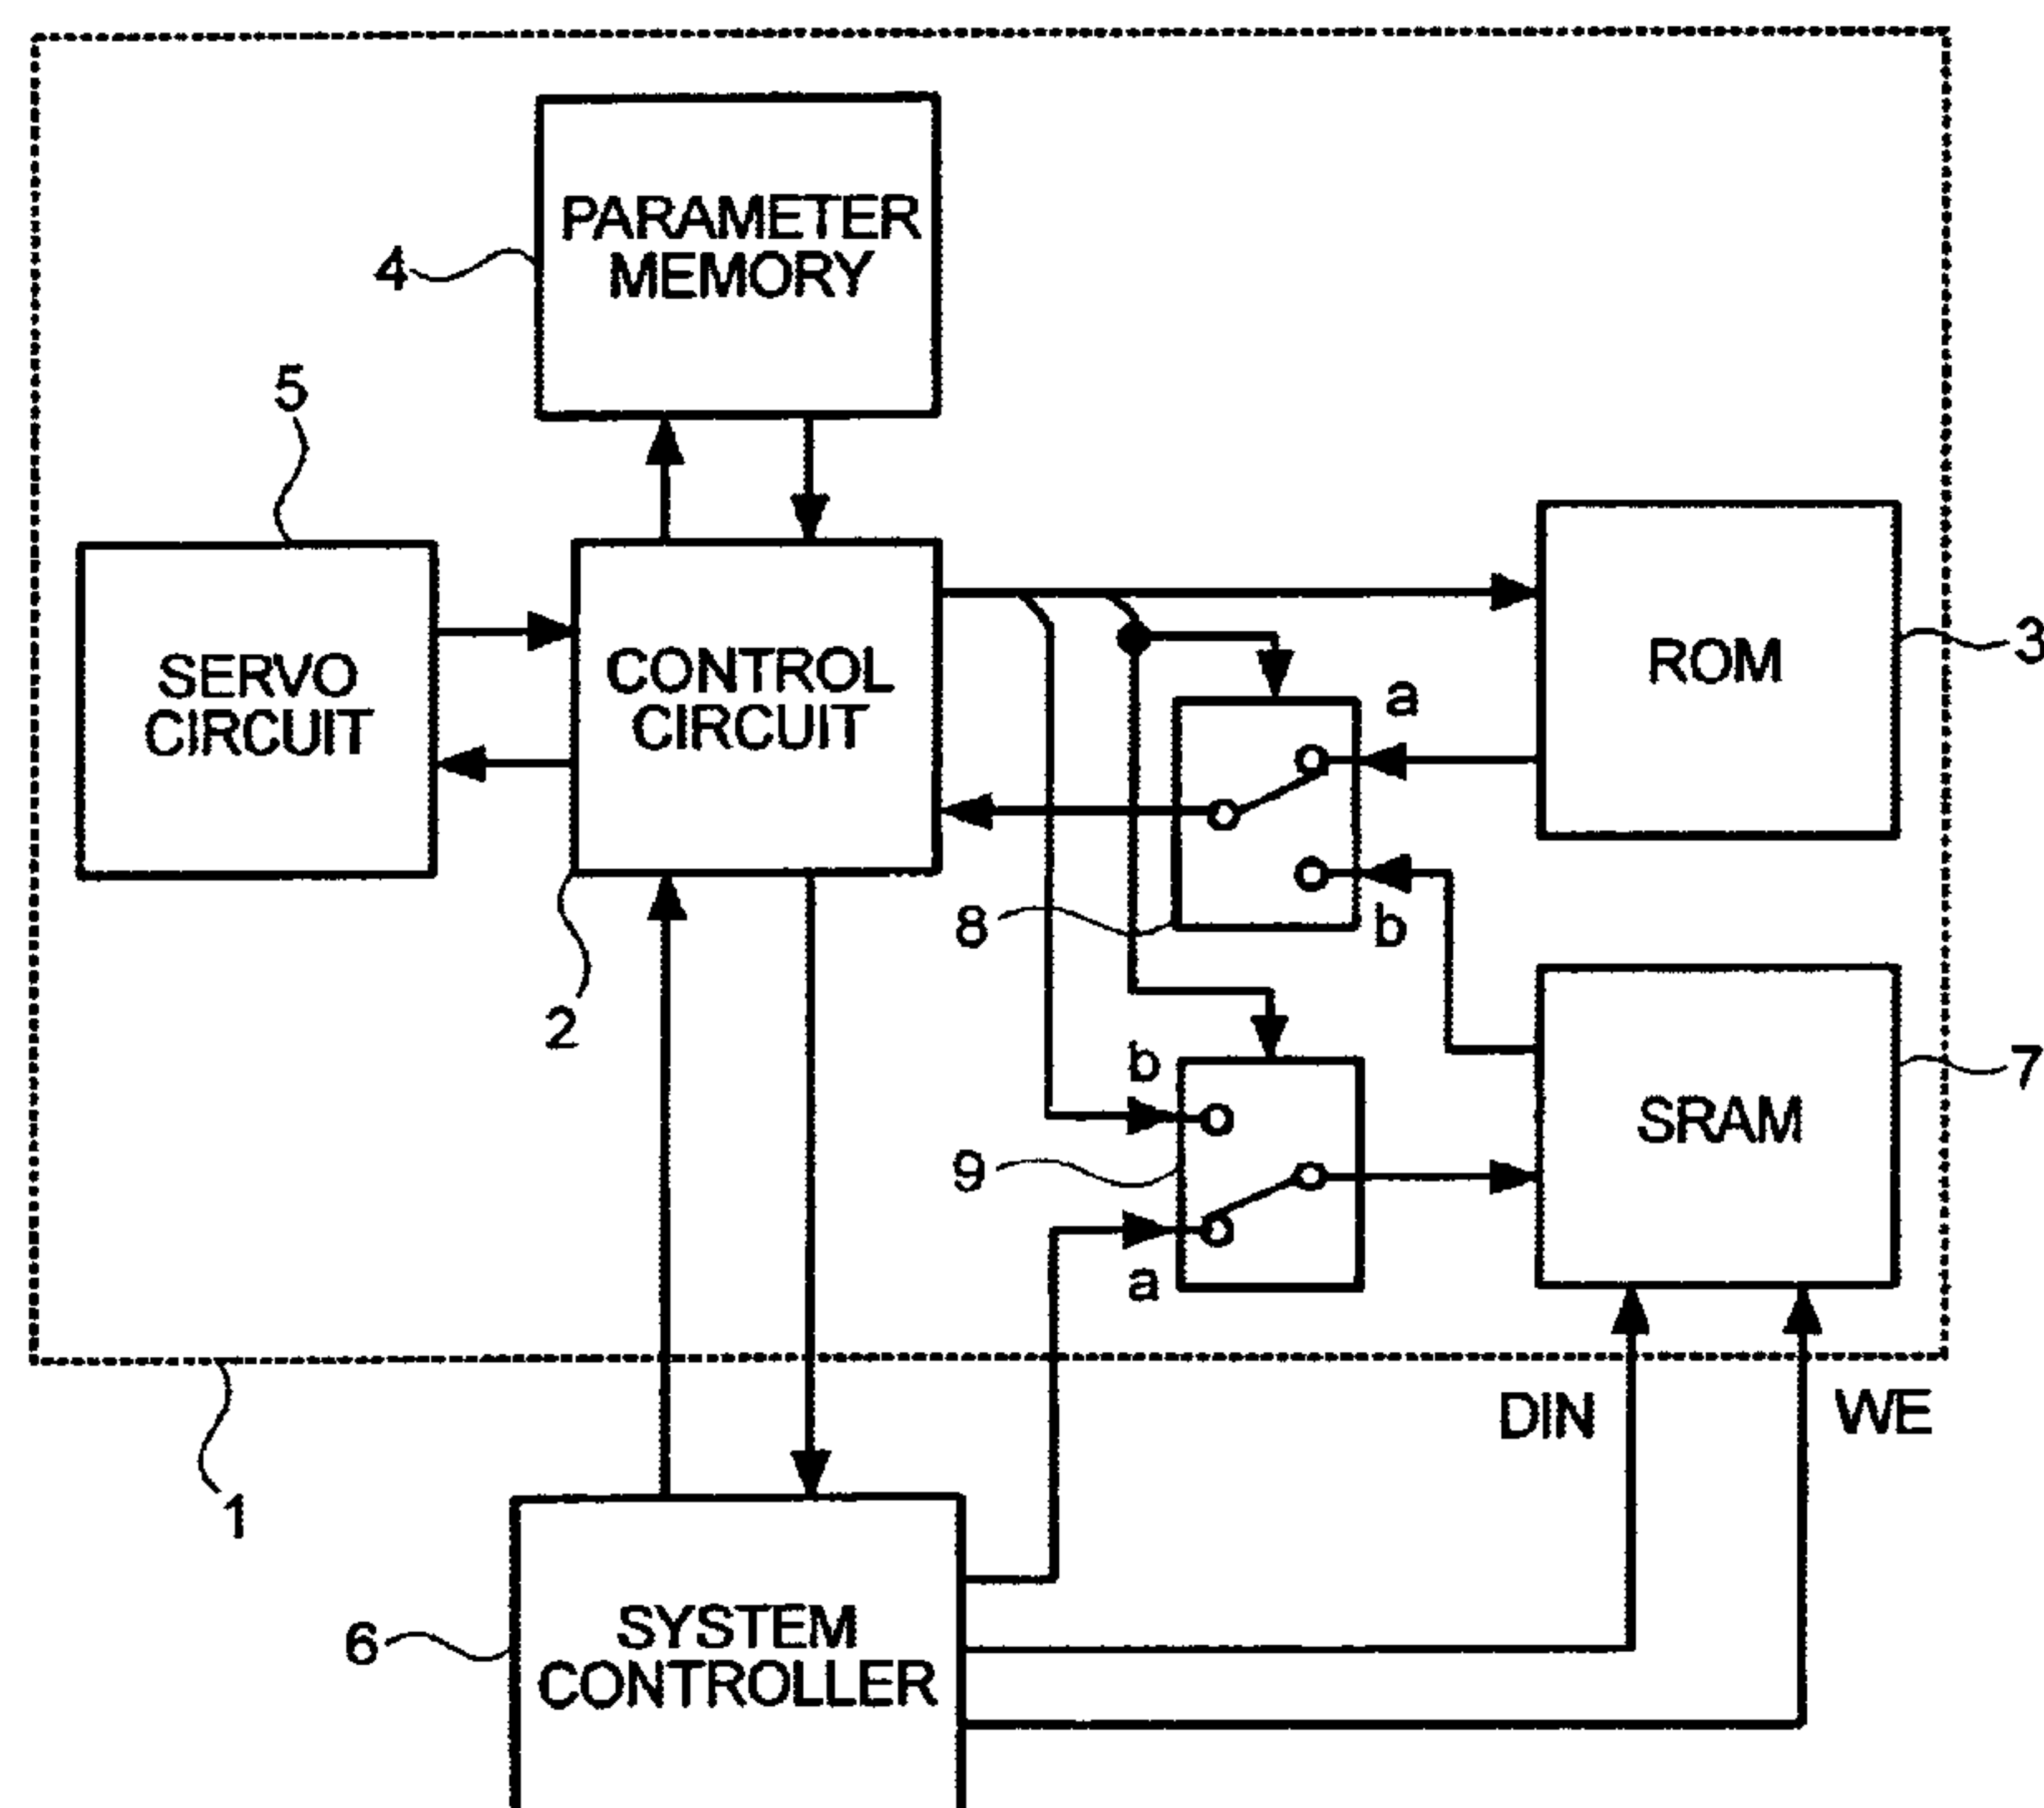 PARAMETER
MEMORY
4
5
SERVO
CIRCUIT
CONTROL
CIRCUIT
ROM
3
a
8
b
2
SRAM
7
b
9
a
DIN
WE
1
6
SYSTEM
CONTROLLER